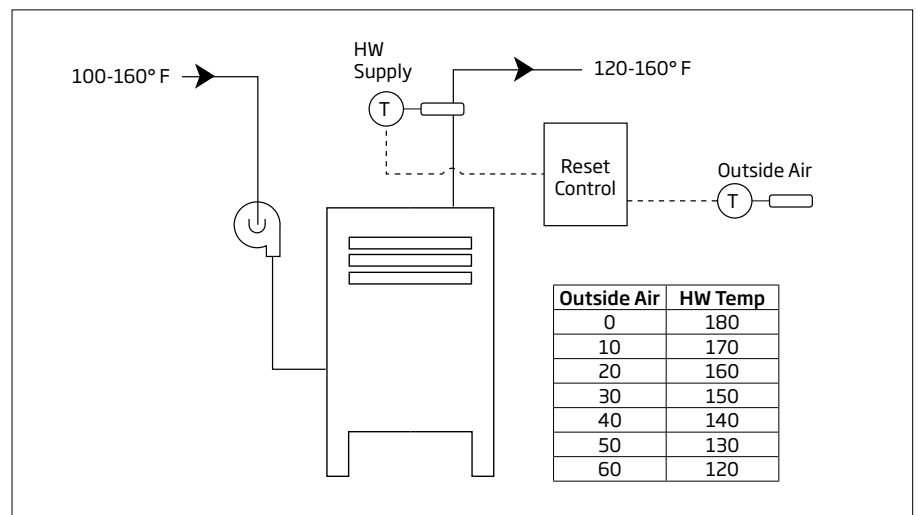 HW
Supply
100-160° F
120-160° F
T
Reset
Control
Outside Air
T
Outside Air HW Temp
0 180
10 170
20 160
30 150
40 140
50 130
60 120